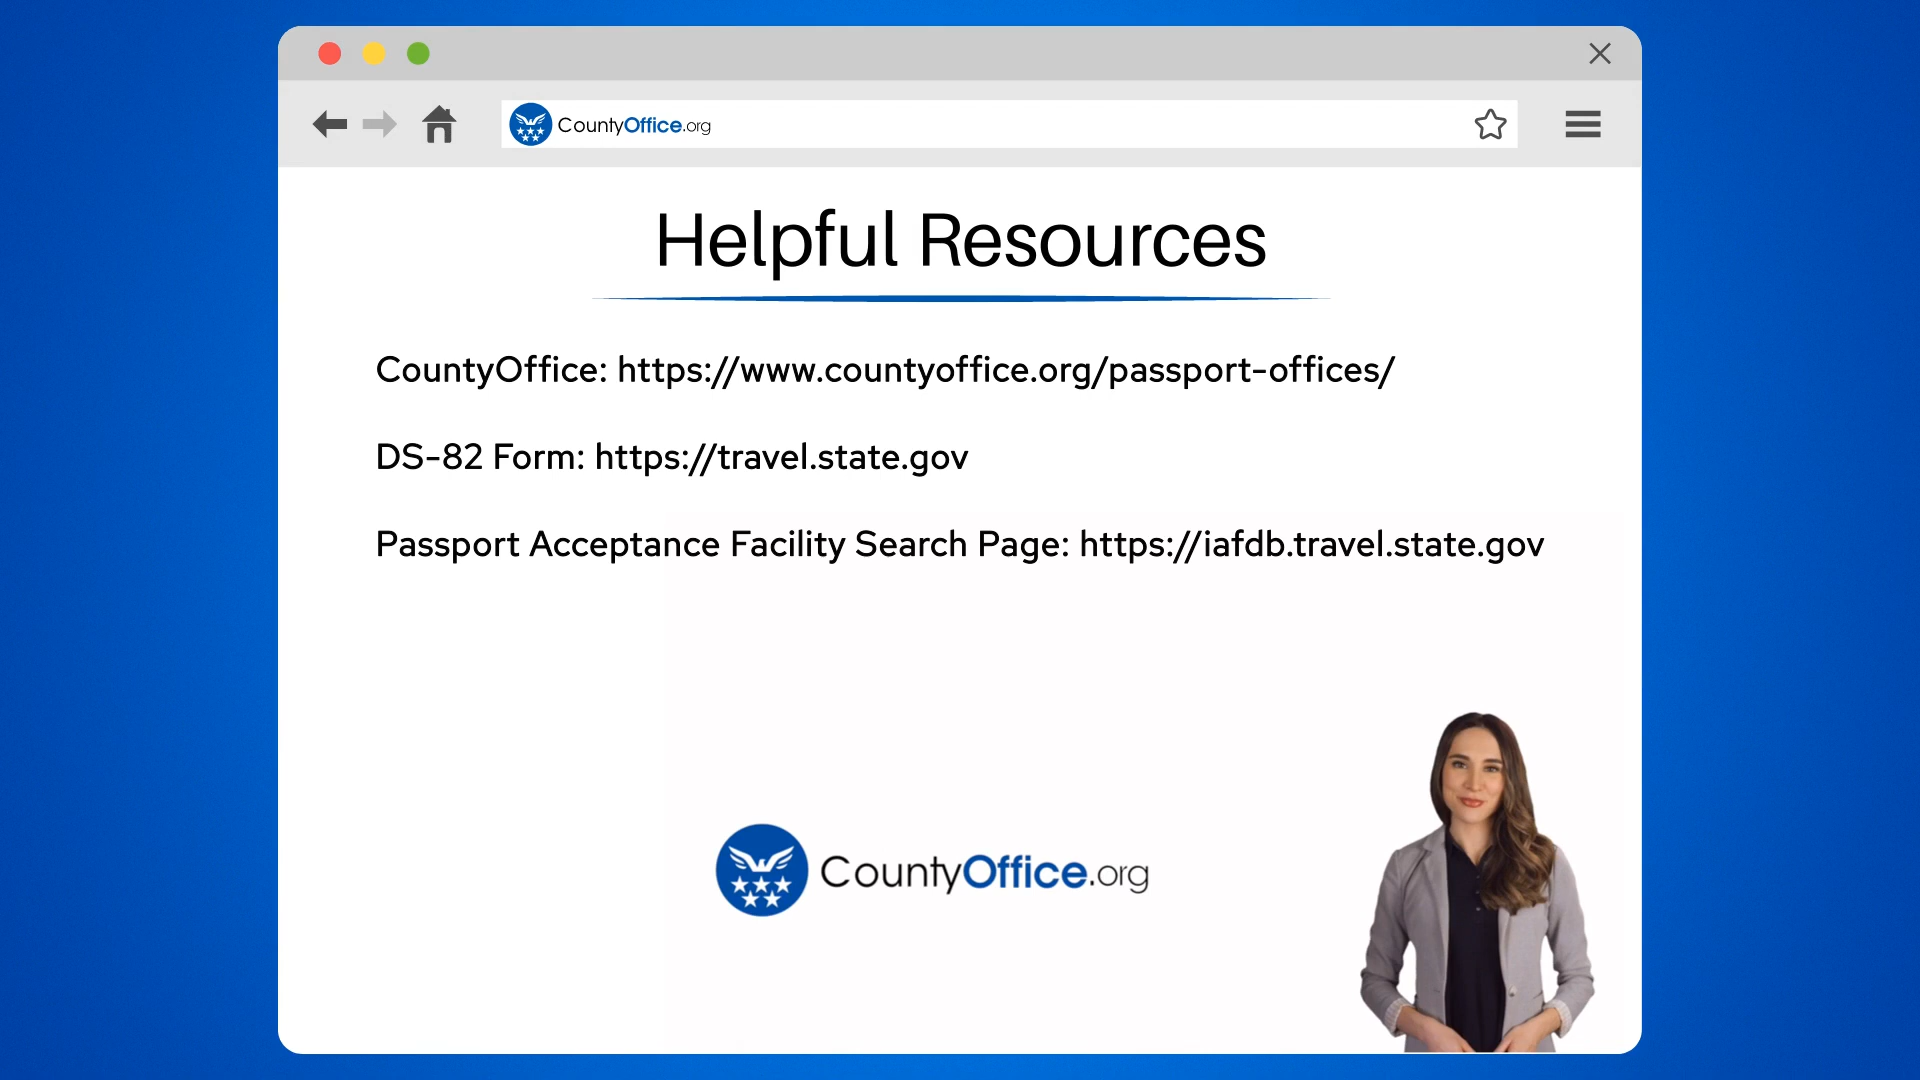 CountyOffice.org
Helpful Resources
CountyOffice: https://www.countyoffice.org/passport-offices/
DS-82 Form: https://travel.state.gov
Passport Acceptance Facility Search Page: https://iafdb.travel.state.gov
CountyOffice.org